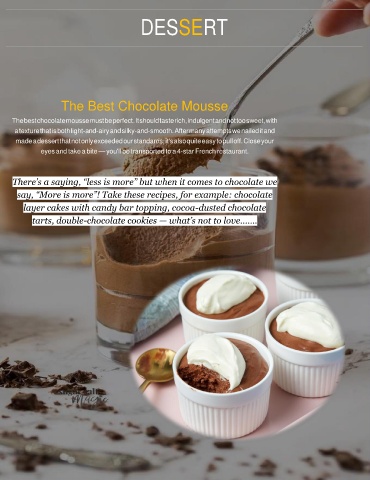 DESSERT
The Best Chocolate Mousse
The best chocolate mousse must be perfect. It should taste rich, indulgent and not too sweet, with
a texture that is both light-and-airy and silky-and-smooth. After many attempts we nailed it and
made a dessert that not only exceeded our standards, it's also quite easy to pull off. Close your
eyes and take a bite — you'll be transported to a 4-star French restaurant.
There's a saying, "less is more" but when it comes to chocolate we
say, "More is more"! Take these recipes, for example: chocolate
layer cakes with candy bar topping, cocoa-dusted chocolate
tarts, double-chocolate cookies — what's not to love.......